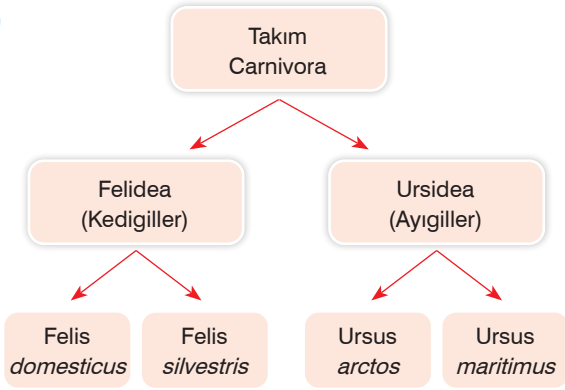 Takım
Carnivora
Felidea
(Kedigiller)
Ursidea
(Ayıgiller)
Felis
domesticus
Felis
silvestris
Ursus
arctos
Ursus
maritimus